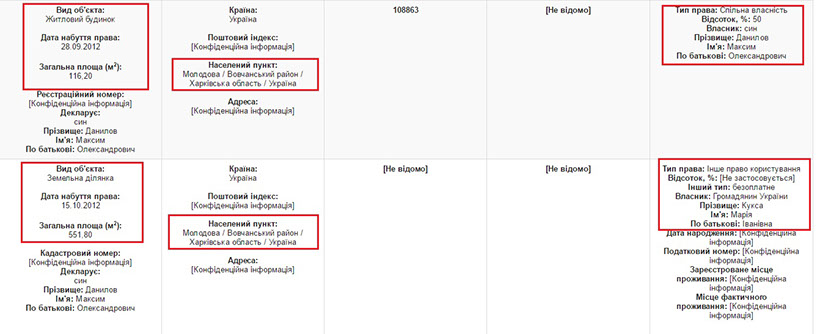 Вид об'єкта:
Житловий будинок
Дата набуття права:
28.09.2012
Загальна площа (м²):
116,20
Реєстраційний номер:
[Конфіденційна
інформація]
Декларує:
син
Прізвище: Данилов
Ім'я: Максим
По батькові: Олександрович
Країна:
Україна
Поштовий індекс:
[Конфіденційна інформація]
Населений пункт:
Молодова / Вовчанський район /
Харківська область / Україна
Адреса:
[Конфіденційна інформація]
108863
[Не відомо]
Тип права: Спільна власність
Відсоток, %: 50
Власник: син
Прізвище: Данилов
Ім'я: Максим
По батькові: Олександрович
Вид об'єкта:
Земельна ділянка
Дата набуття права:
15.10.2012
Загальна площа (м²):
551,80
Кадастровий номер:
[Конфіденційна інформація]
Декларує:
син
Прізвище: Данилов
Ім'я: Максим
По батькові: Олександрович
Країна:
Україна
Поштовий індекс:
[Конфіденційна інформація]
Населений пункт:
Молодова / Вовчанський район /
Харківська область / Україна
Адреса:
[Конфіденційна інформація]
[Не відомо]
[Не відомо]
Тип права: Інше право користування
Відсоток, %: [Не застосовується]
Інший тип: безоплатне
Власник: Громадянин України
Прізвище: Кукса
Ім'я: Марія
По батькові: Іванівна
Дата народження: [Конфіденційна
інформація]
Податковий номер: [Конфіденційна
інформація]
Зареєстроване місце
проживання: [Конфіденційна
інформація]
Місце фактичного
проживання: [Конфіденційна
інформація]